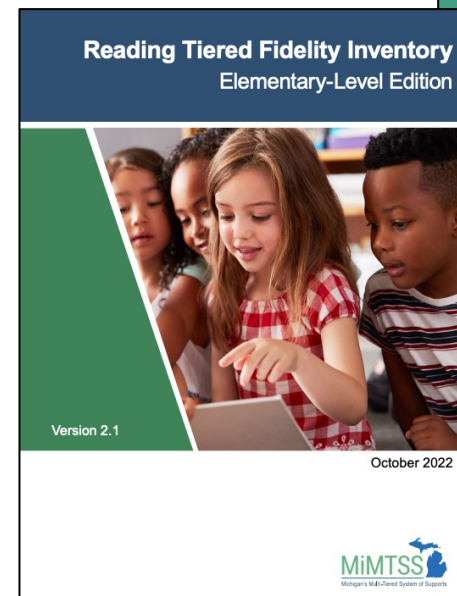 Reading Tiered Fidelity Inventory
Elementary-Level Edition
Version 2.1
October 2022
MiMTSS
Michigan's Multi-Tiered System of Supports